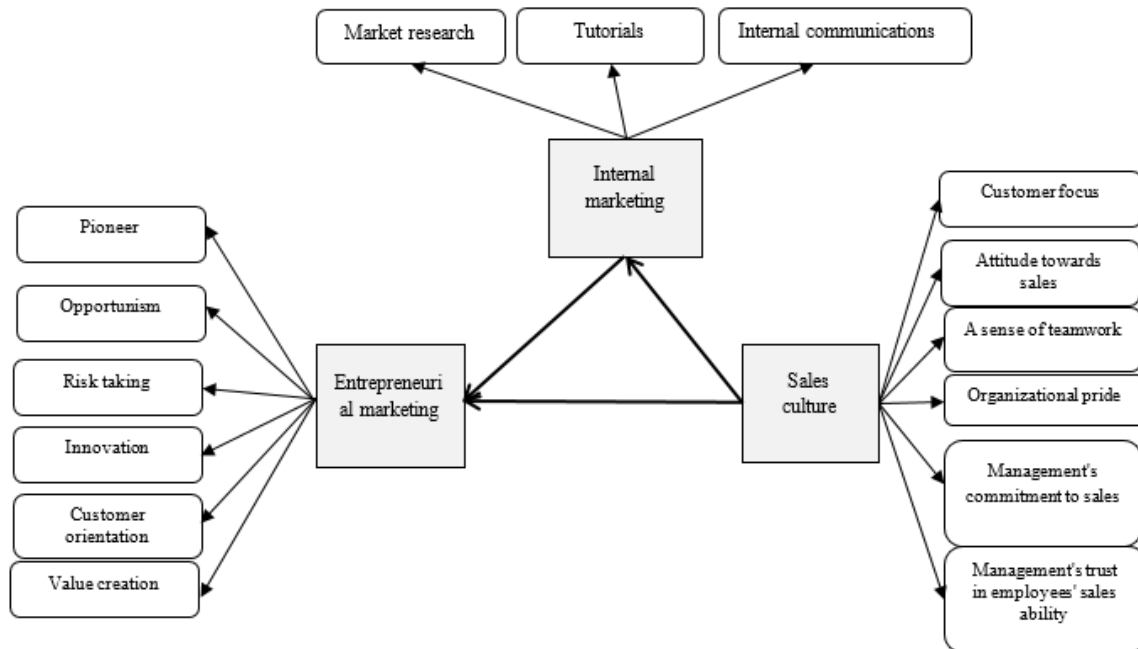 Market research
Tutorials
Internal communications
Internal
marketing
Pioneer
Opportunism
Risk taking
Innovation
Customer
orientation
Value creation
Entrepreneuri
al marketing
Sales
culture
Customer focus
Attitude towards
sales
A sense of teamwork
Organizational pride
Management's
commitment to sales
Management's trust
in employees' sales
ability